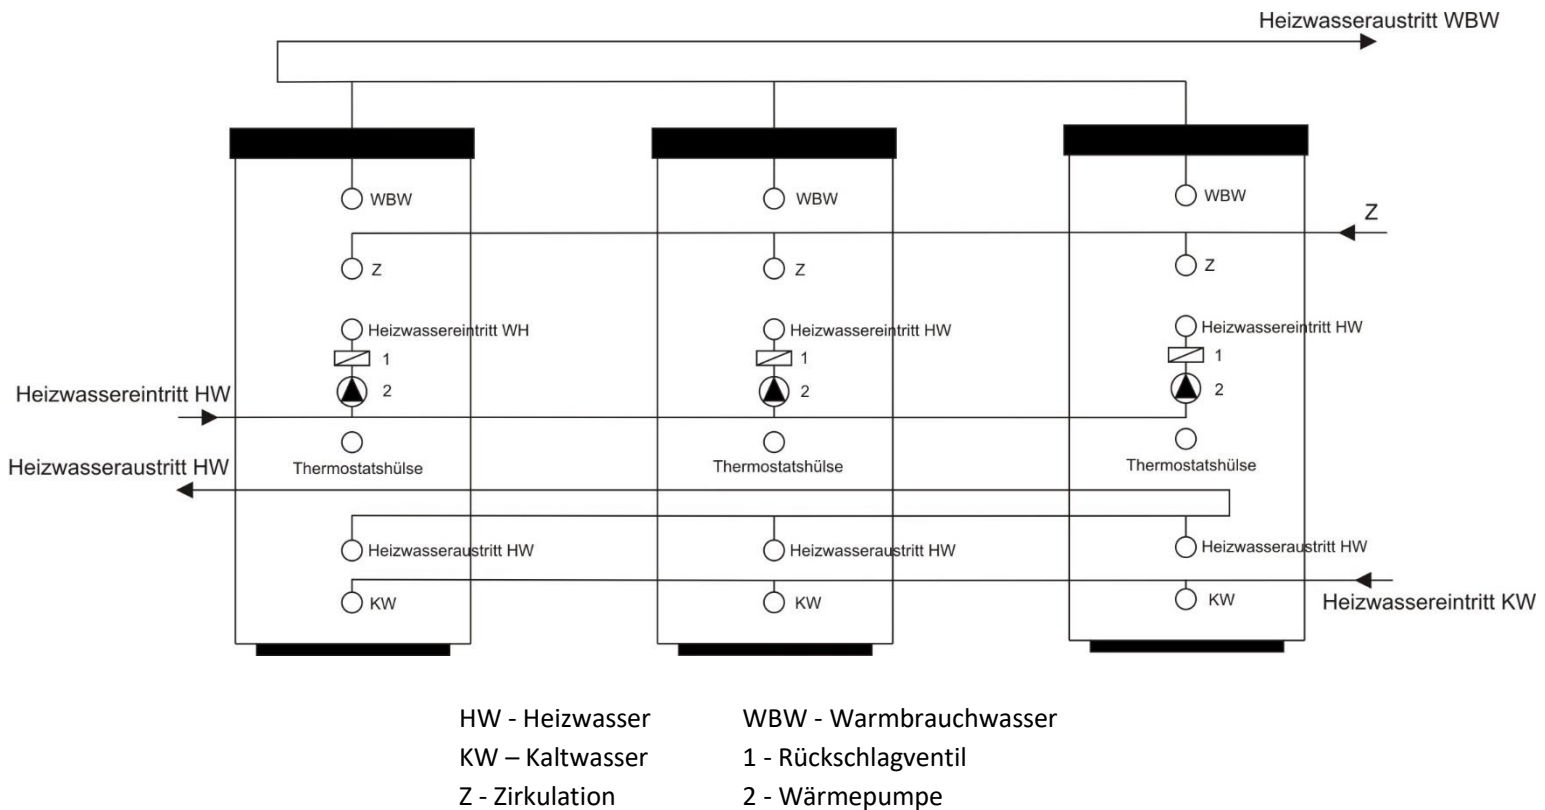 Heizwasseraustritt WBW
WBW
WBW
WBW
Z
Z
Z
Z
Heizwassereintritt WH
Heizwassereintritt HW
Heizwassereintritt HW
1
1
1
Heizwassereintritt HW
2
2
2
Heizwasseraustritt HW
Thermostatshülse
Thermostatshülse
Thermostatshülse
Heizwasseraustritt HW
Heizwasseraustritt HW
Heizwasseraustritt HW
KW
KW
KW
Heizwassereintritt KW
HW - Heizwasser
WBW - Warmbrauchwasser
KW – Kaltwasser
1 - Rückschlagventil
Z - Zirkulation
2 - Wärmepumpe